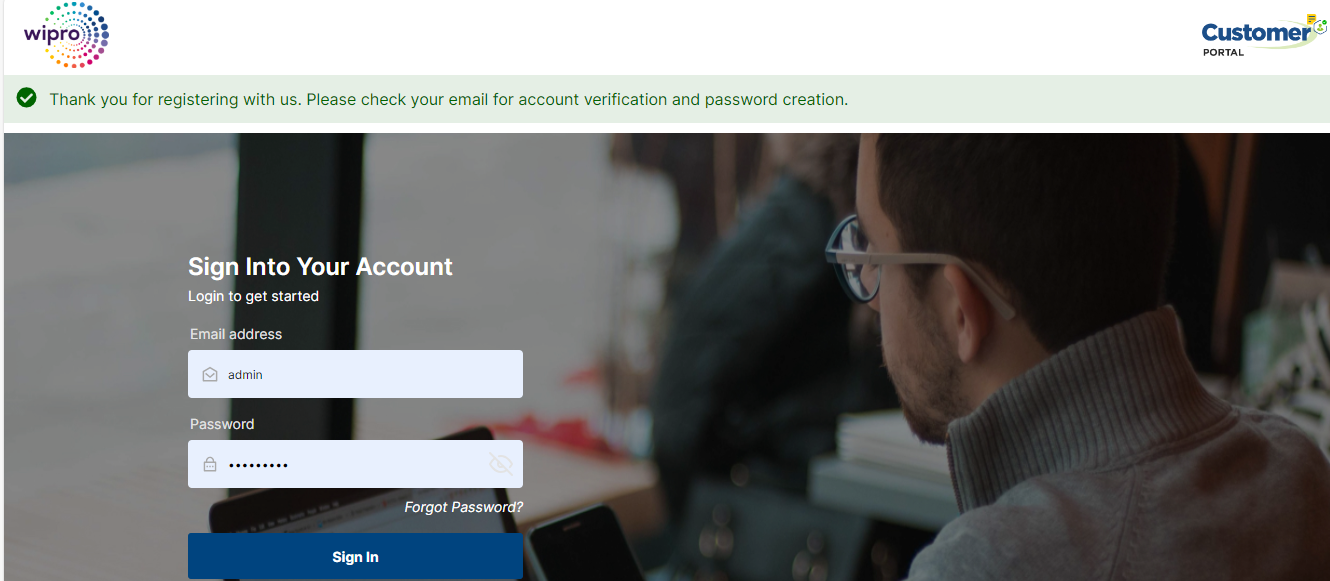 wipro
Customer
PORTAL
Thank you for registering with us. Please check your email for account verification and password creation.
Sign Into Your Account
Login to get started
Email address
admin
Password
•••••••••
Forgot Password?
Sign In